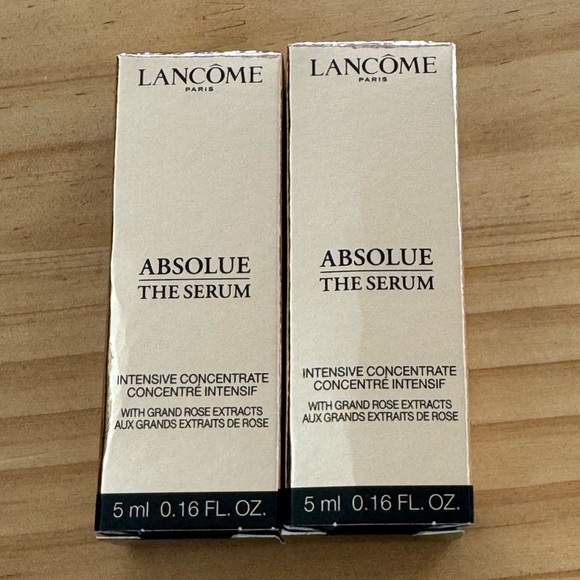 LANCÔME
PARIS
ABSOLUE
THE SERUM
INTENSIVE CONCENTRATE
CONCENTRÉ INTENSIF
WITH GRAND ROSE EXTRACTS
AUX GRANDS EXTRAITS DE ROSE
5 ml 0.16 FL. OZ.
LANCÔME
PARIS
ABSOLUE
THE SERUM
INTENSIVE CONCENTRATE
CONCENTRÉ INTENSIF
WITH GRAND ROSE EXTRACTS
AUX GRANDS EXTRAITS DE ROSE
5 ml 0.16 FL. OZ.